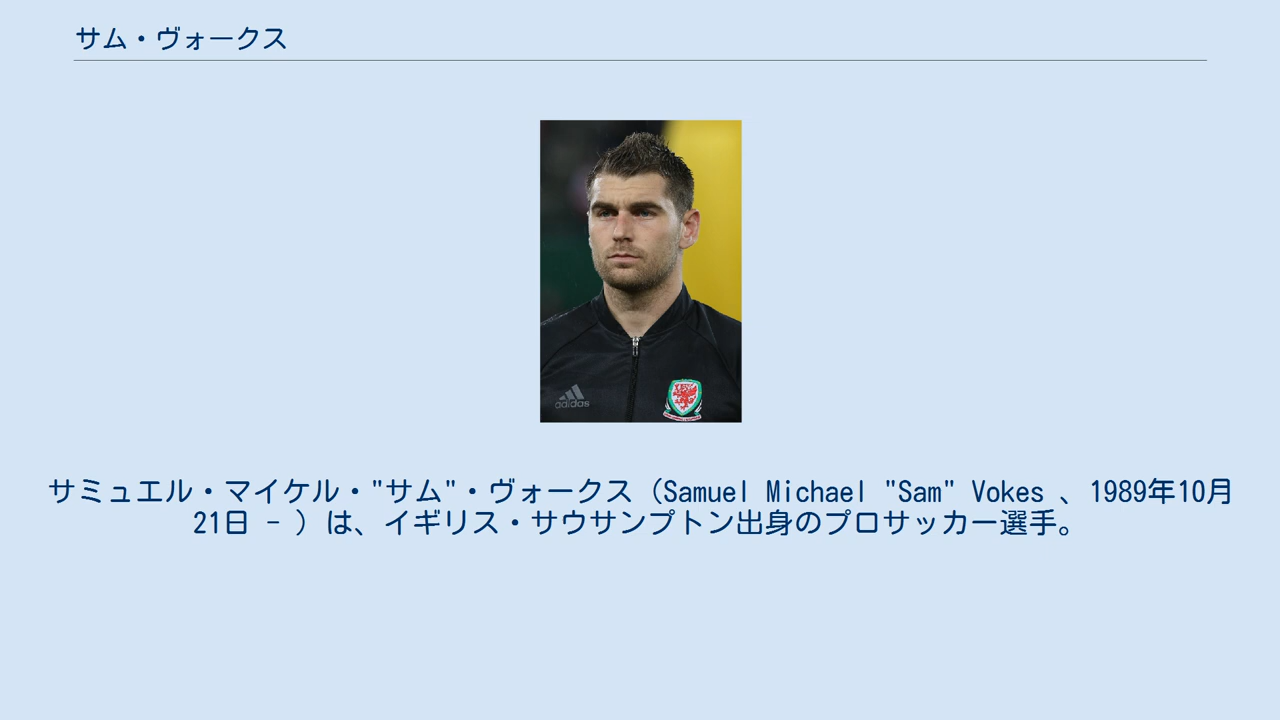 サム・ヴォークス
adidas
サミュエル・マイケル・"サム"・ヴォークス（Samuel Michael "Sam" Vokes 、1989年10月
21日 - ）は、イギリス・サウサンプトン出身のプロサッカー選手。